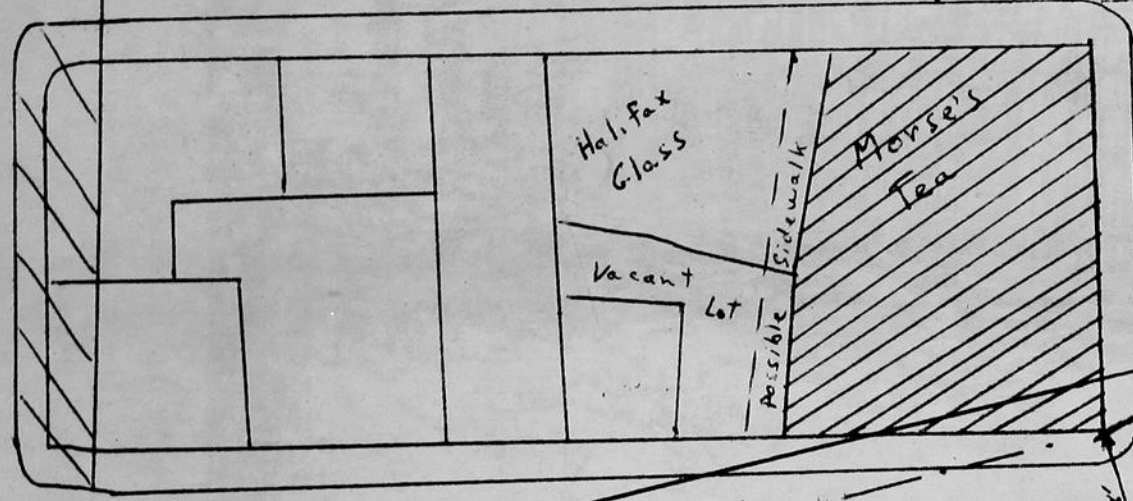 Halifax
Glass
Morse's
Tea
Vacant
Lot
Possible Sidewalk